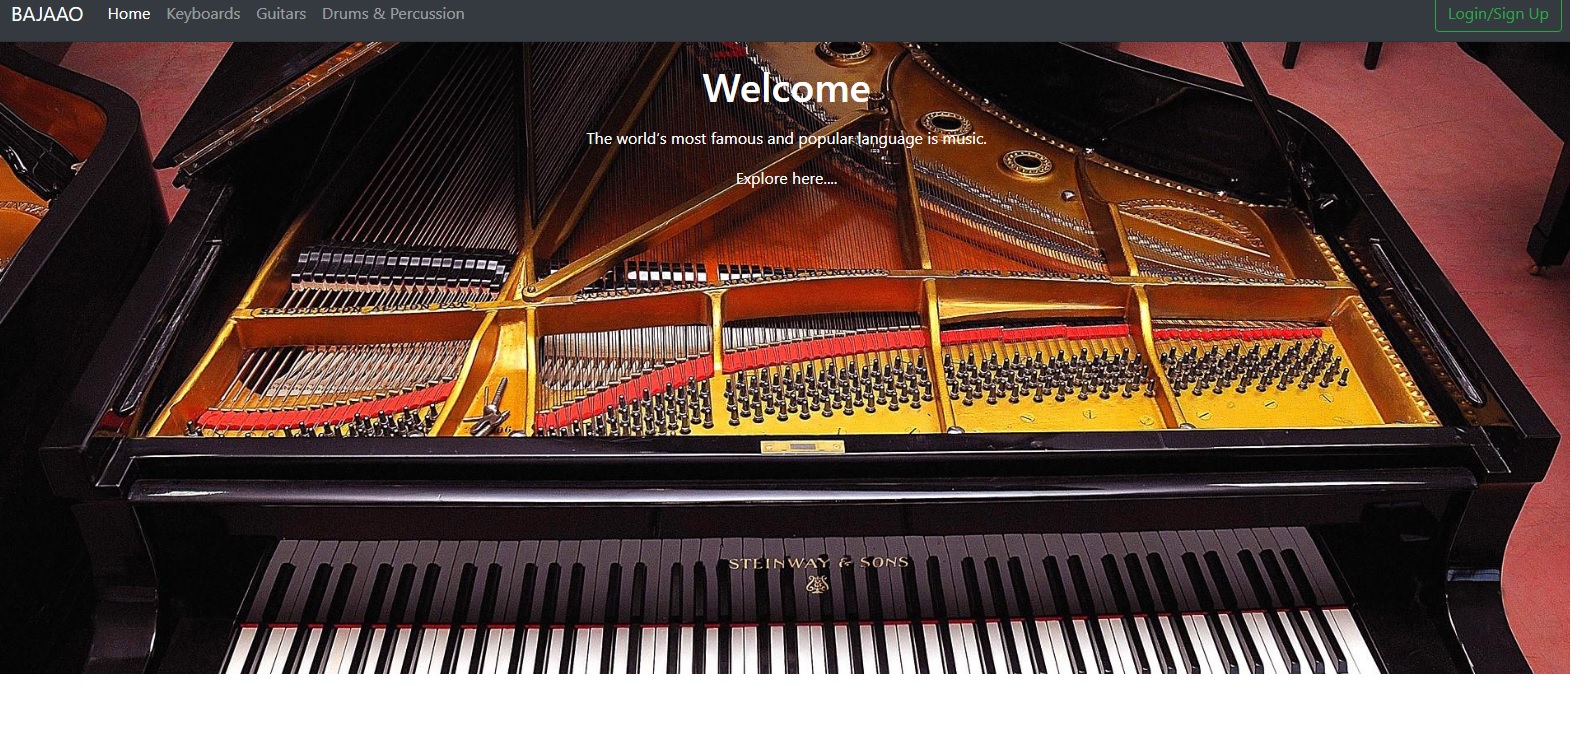 BAJAAO Home Keyboards Guitars Drums & Percussion Login/Sign Up
Welcome
The world's most famous and popular language is music.
Explore here....
STEINWAY & SONS